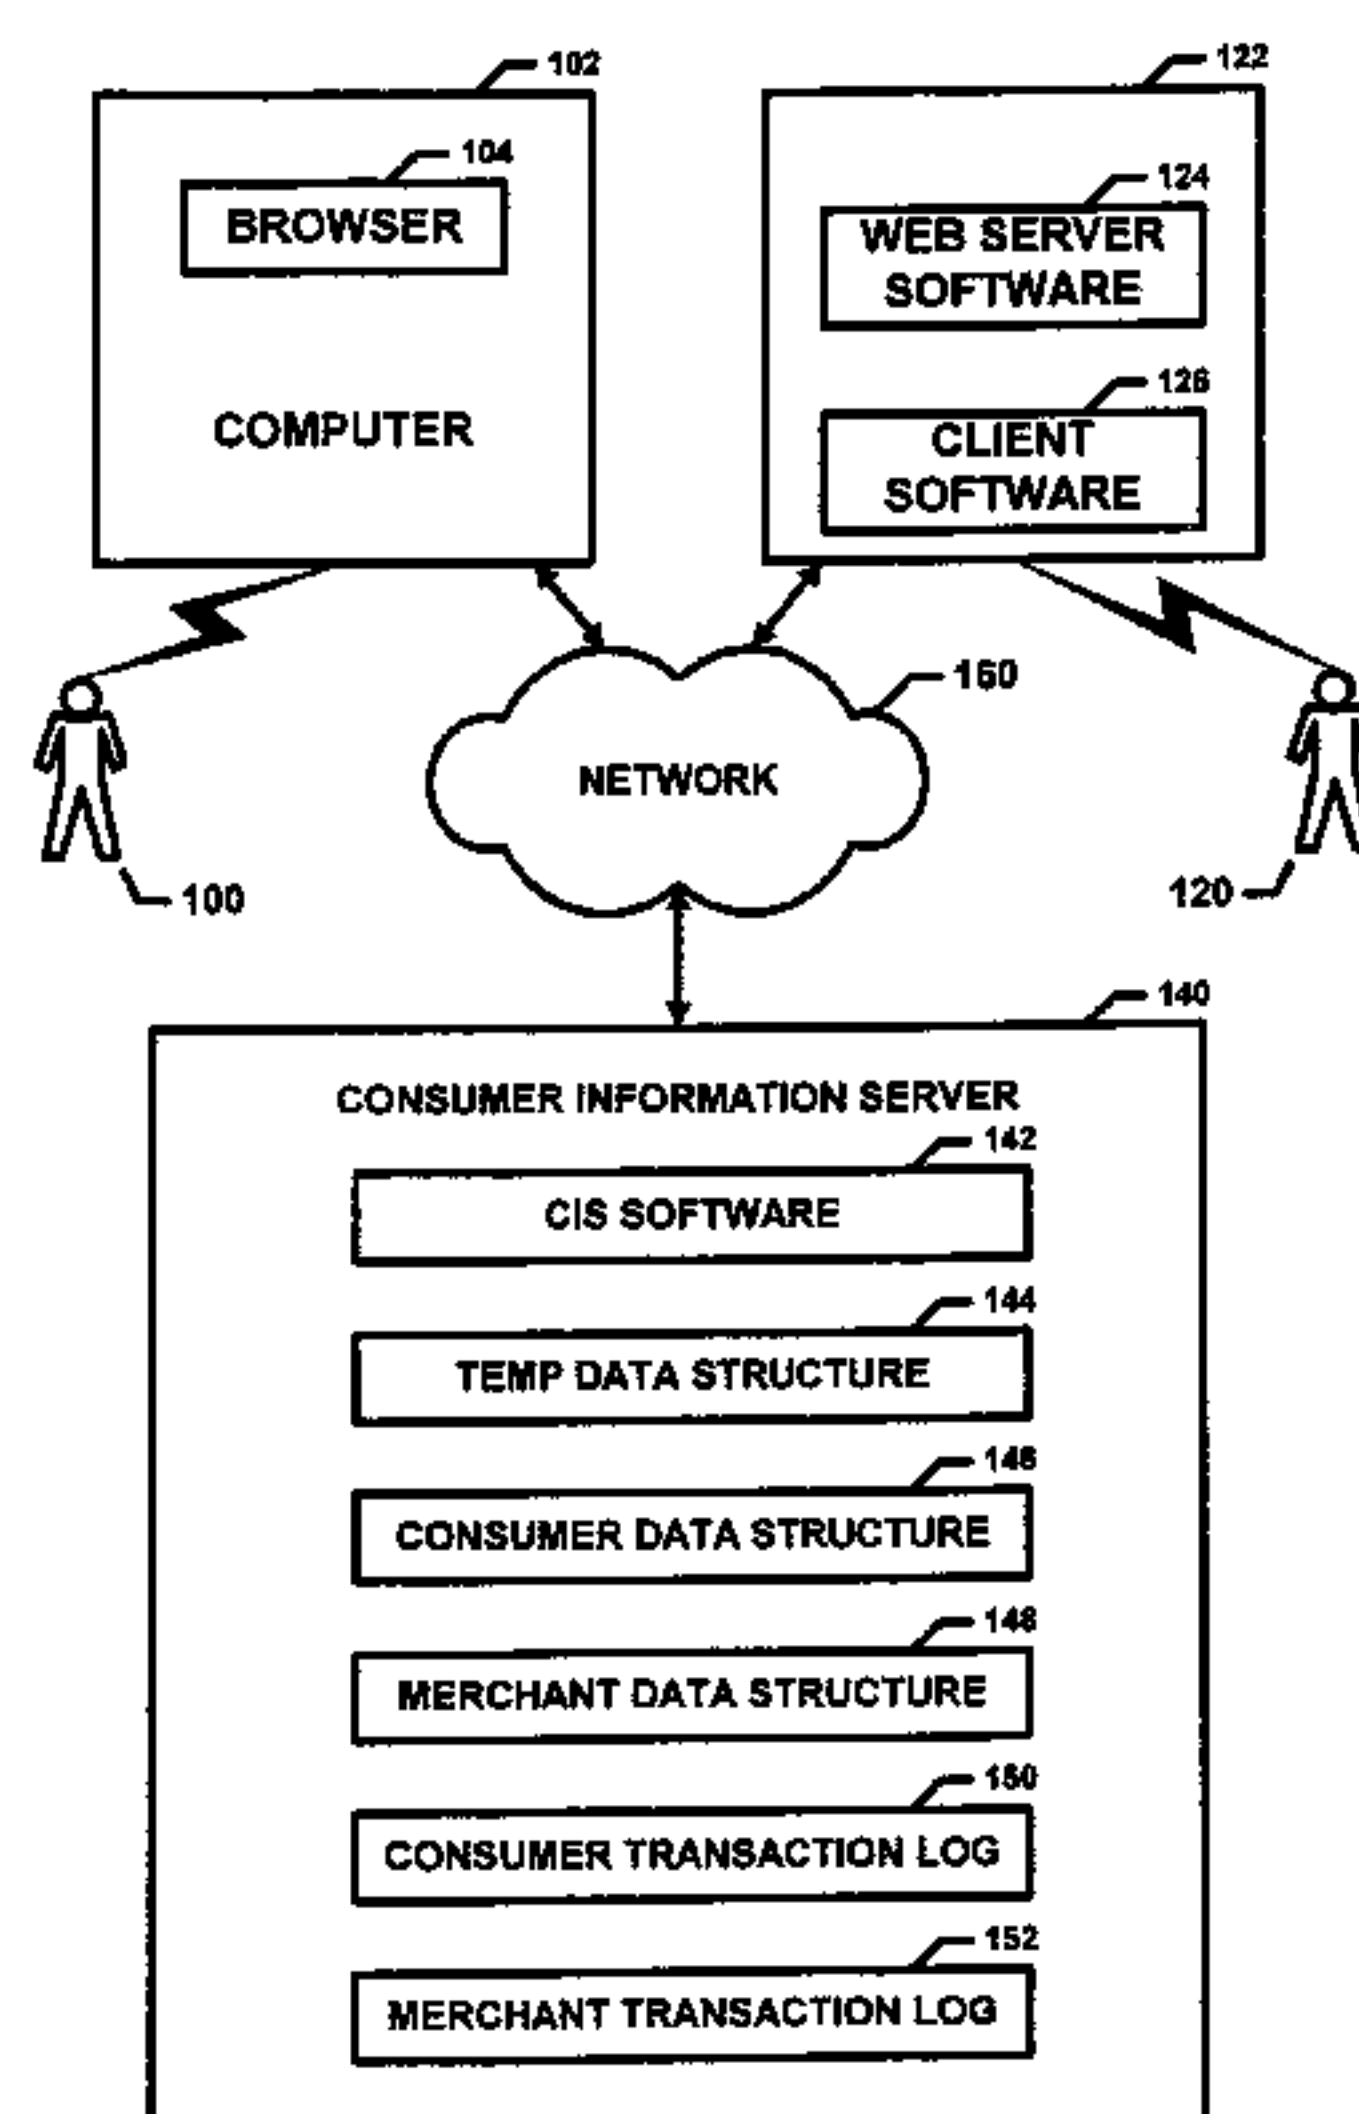 102
104
BROWSER
COMPUTER
122
124
WEB SERVER
SOFTWARE
126
CLIENT
SOFTWARE
160
NETWORK
100
120
140
CONSUMER INFORMATION SERVER
142
CIS SOFTWARE
144
TEMP DATA STRUCTURE
146
CONSUMER DATA STRUCTURE
148
MERCHANT DATA STRUCTURE
150
CONSUMER TRANSACTION LOG
152
MERCHANT TRANSACTION LOG